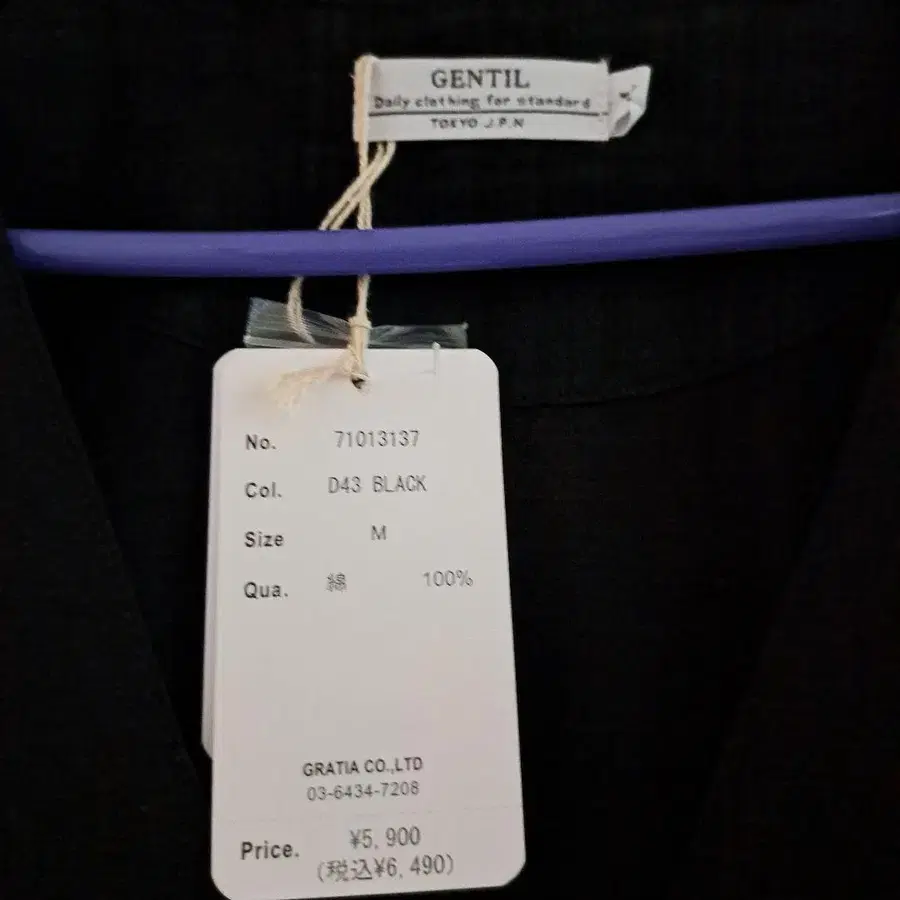 GENTIL
Daily clothing for standard
TOKYO J.P.N
No. 71013137
Col. D43 BLACK
Size M
Qua. 綿 100%
GRATIA CO.,LTD
03-6434-7208
Price. ¥5,900
(税込¥6,490)